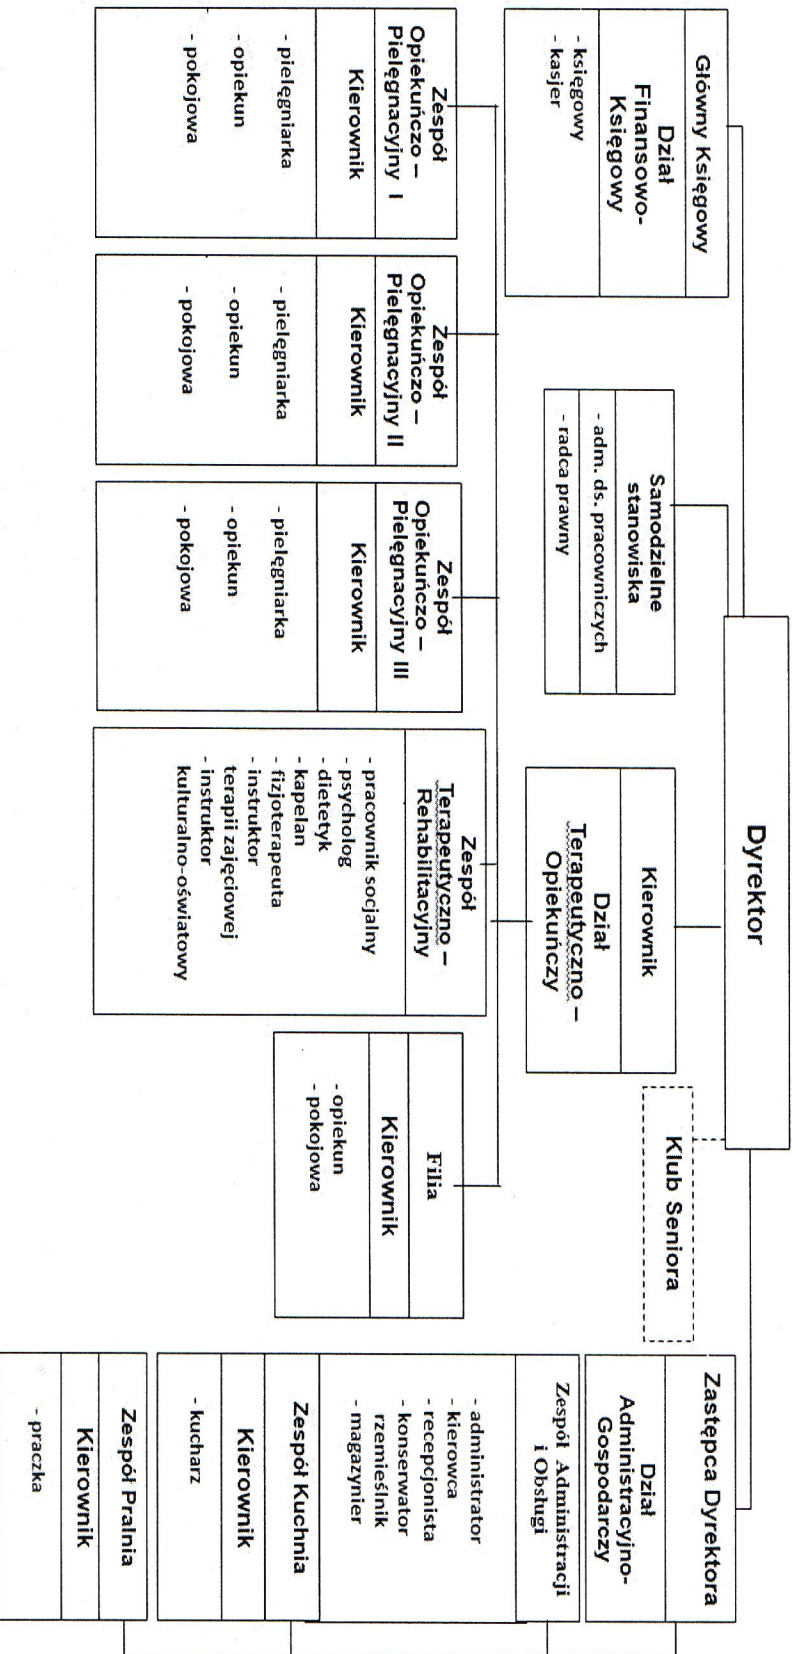 Dyrektor
Główny Księgowy
Dział
Finansowo-
Księgowy
- księgowy
- kasjer
Samodzielne
stanowiska
- adm. ds. pracowniczych
- radca prawny
Kierownik
Dział
Terapeutyczno –
Opiekuńczy
Klub Seniora
Zastępca Dyrektora
Dział
Administracyjno-
Gospodarczy
Zespół Administracji
i Obsługi
- administrator
- kierowca
- recepcjonista
- konserwator
rzemieślnik
- magazynier
Zespół Kuchnia
Kierownik
- kucharz
Zespół Pralnia
Kierownik
- praczka
Zespół
Opiekuńczo –
Pielęgnacyjny I
Kierownik
- pielęgniarka
- opiekun
- pokojowa
Zespół
Opiekuńczo –
Pielęgnacyjny II
Kierownik
- pielęgniarka
- opiekun
- pokojowa
Zespół
Opiekuńczo –
Pielęgnacyjny III
Kierownik
- pielęgniarka
- opiekun
- pokojowa
Zespół
Terapeutyczno –
Rehabilitacyjny
- pracownik socjalny
- psycholog
- dietetyk
- kapelan
- fizjoterapeuta
- instruktor
terapii zajęciowej
- instruktor
kulturalno-oświatowy
Filia
Kierownik
- opiekun
- pokojowa